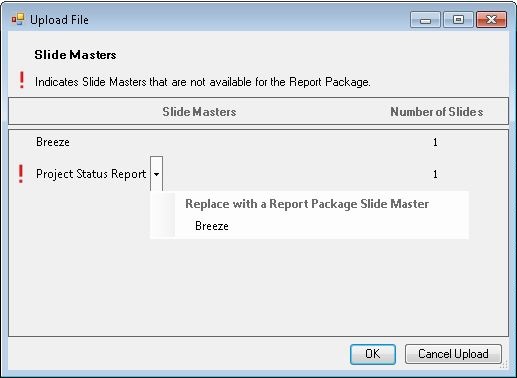 Upload File
Slide Masters
! Indicates Slide Masters that are not available for the Report Package.
Slide Masters Number of Slides
Breeze 1
! Project Status Report 1
Replace with a Report Package Slide Master
Breeze
OK Cancel Upload